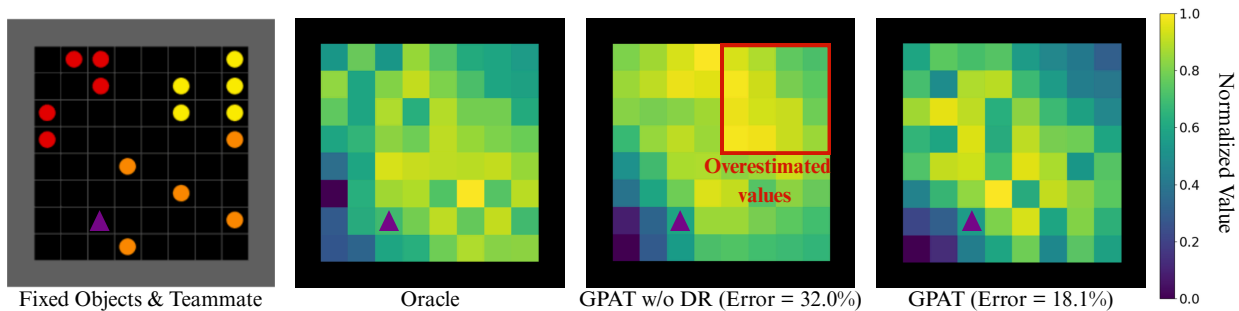 Overestimated
values
1.0
0.8
0.6
0.4
0.2
0.0
Normalized Value
Fixed Objects & Teammate
Oracle
GPAT w/o DR (Error = 32.0%)
GPAT (Error = 18.1%)